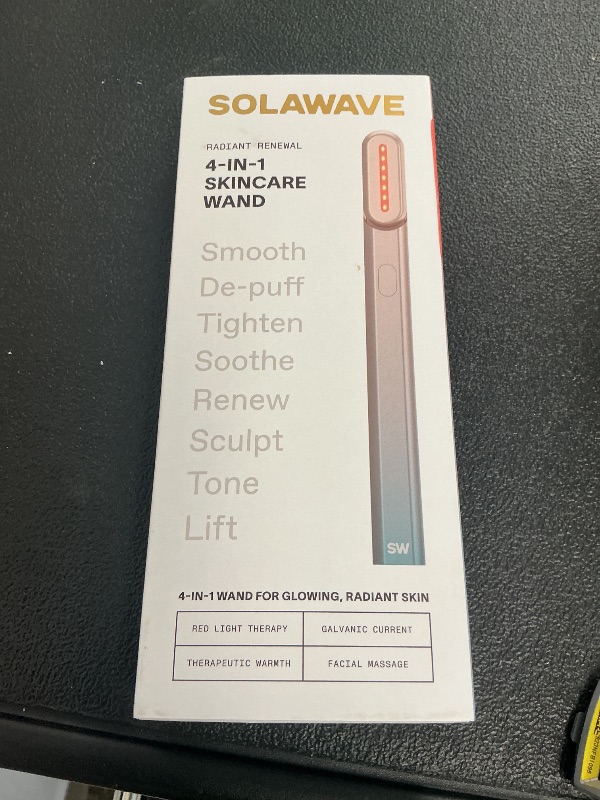 SOLAWAVE
RADIANT RENEWAL
4-IN-1
SKINCARE
WAND
Smooth
De-puff
Tighten
Soothe
Renew
Sculpt
Tone
Lift
SW
4-IN-1 WAND FOR GLOWING, RADIANT SKIN
RED LIGHT THERAPY
GALVANIC CURRENT
THERAPEUTIC WARMTH
FACIAL MASSAGE